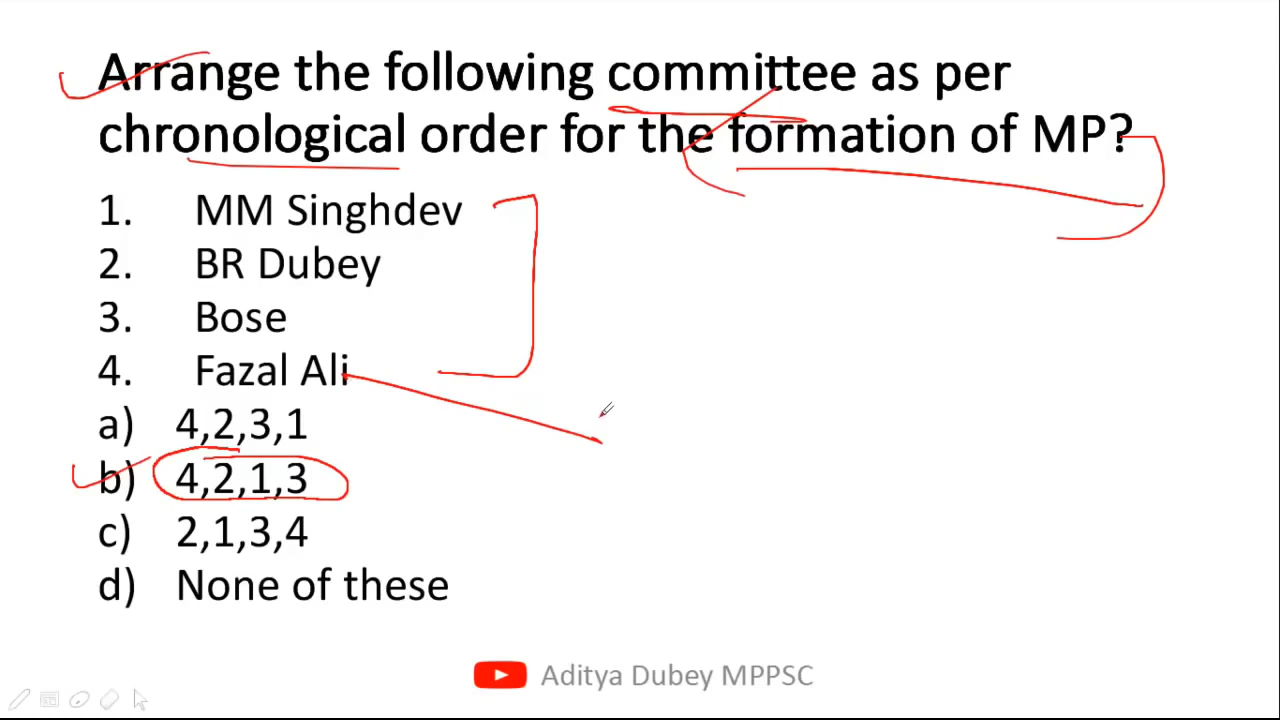 Arrange the following committee as per
chronological order for the formation of MP?
1. MM Singhdev
2. BR Dubey
3. Bose
4. Fazal Ali
a) 4,2,3,1
b) 4,2,1,3
c) 2,1,3,4
d) None of these
Aditya Dubey MPPSC